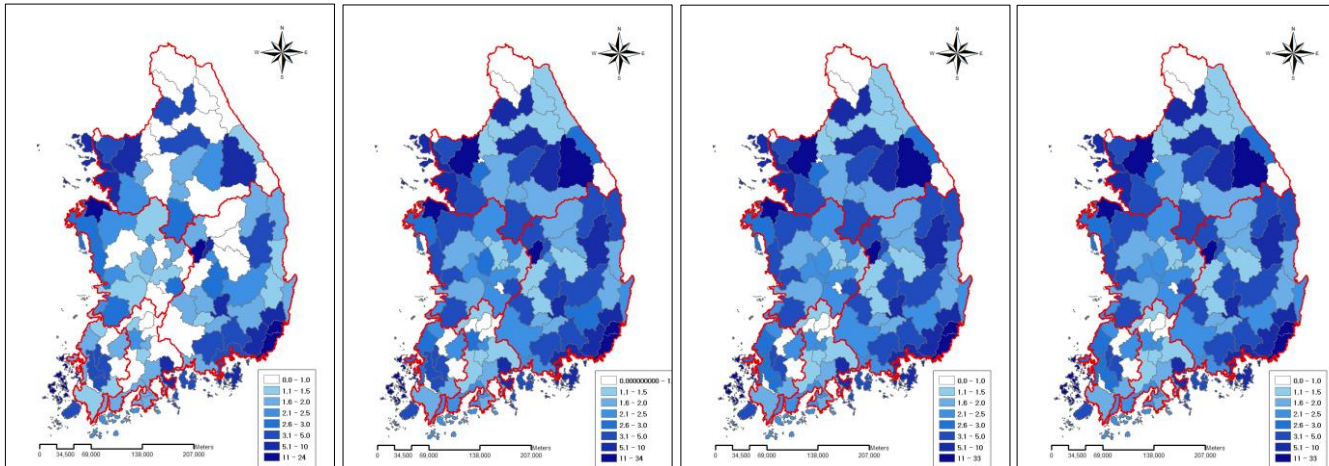 N
W E
S
0.0 - 1.0
1.1 - 1.5
1.6 - 2.0
2.1 - 2.5
2.6 - 3.0
3.1 - 5.0
5.1 - 10
11 - 24
Meters
0 34,500 69,000 138,000 207,000
N
W E
S
0.000000000 - 1.
1.1 - 1.5
1.6 - 2.0
2.1 - 2.5
2.6 - 3.0
3.1 - 5.0
5.1 - 10
11 - 34
Meters
0 34,500 69,000 138,000 207,000
N
W E
S
0.0 - 1.0
1.1 - 1.5
1.6 - 2.0
2.1 - 2.5
2.6 - 3.0
3.1 - 5.0
5.1 - 10
11 - 33
Meters
0 34,500 69,000 138,000 207,000
N
W E
S
0.0 - 1.0
1.1 - 1.5
1.6 - 2.0
2.1 - 2.5
2.6 - 3.0
3.1 - 5.0
5.1 - 10
11 - 33
Meters
0 34,500 69,000 138,000 207,000